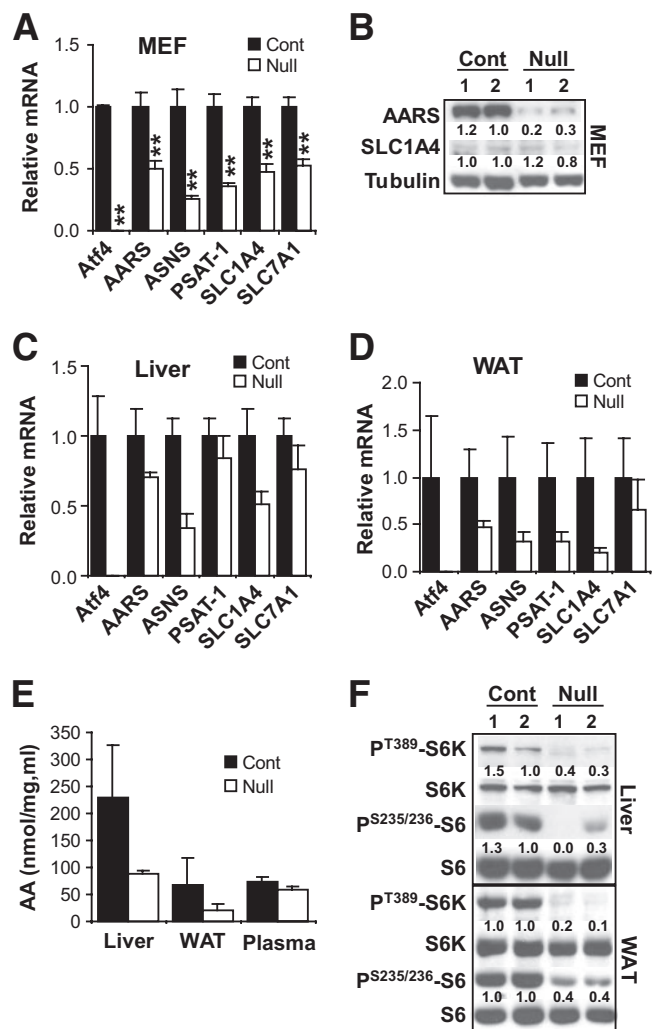 A
MEF
Cont
Null
Relative mRNA
1.5
1.0
0.5
0.0
**
**
**
**
**
**
Atf4
AARS
ASNS
PSAT-1
SLC1A4
SLC7A1
B
Cont Null
1 2 1 2
AARS
1.2 1.0 0.2 0.3
SLC1A4
1.0 1.0 1.2 0.8
Tubulin
MEF
C
Liver
Cont
Null
Relative mRNA
1.5
1.0
0.5
0.0
Atf4
AARS
ASNS
PSAT-1
SLC1A4
SLC7A1
D
WAT
Cont
Null
Relative mRNA
2.0
1.5
1.0
0.5
0.0
Atf4
AARS
ASNS
PSAT-1
SLC1A4
SLC7A1
E
Cont
Null
AA (nmol/mg,ml)
350
300
250
200
150
100
50
0
Liver WAT Plasma
F
Cont Null
1 2 1 2
P^T389-S6K
1.5 1.0 0.4 0.3
S6K
P^S235/236-S6
1.3 1.0 0.0 0.3
S6
Liver
P^T389-S6K
1.0 1.0 0.2 0.1
S6K
P^S235/236-S6
1.0 1.0 0.4 0.4
S6
WAT